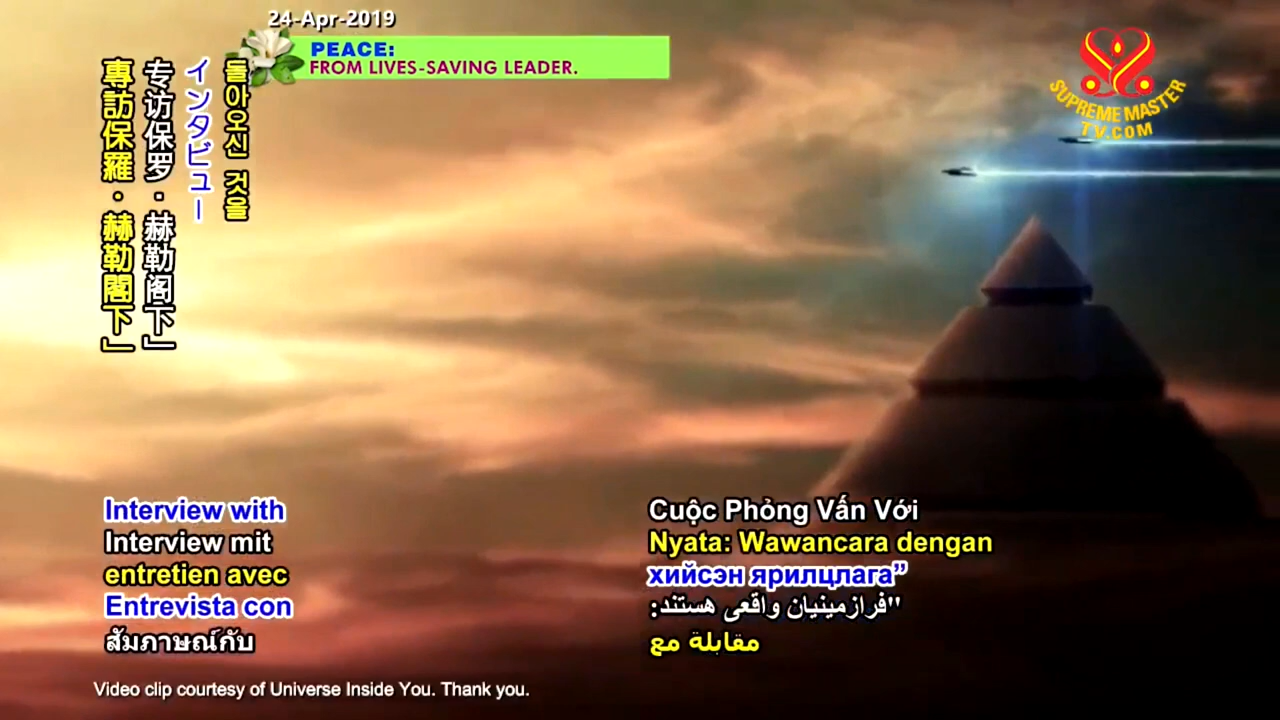 24-Apr-2019
PEACE:
FROM LIVES-SAVING LEADER.
SUPREME MASTER
TV.COM
돌아오신 것을
インタビュー
专访保罗·赫勒阁下」
專訪保羅·赫勒閣下」
Interview with
Interview mit
entretien avec
Entrevista con
สัมภาษณ์กับ
Cuộc Phỏng Vấn Với
Nyata: Wawancara dengan
хийсэн ярилцлага”
"فرازمینیان واقعی هستند:
مقابلة مع
Video clip courtesy of Universe Inside You. Thank you.